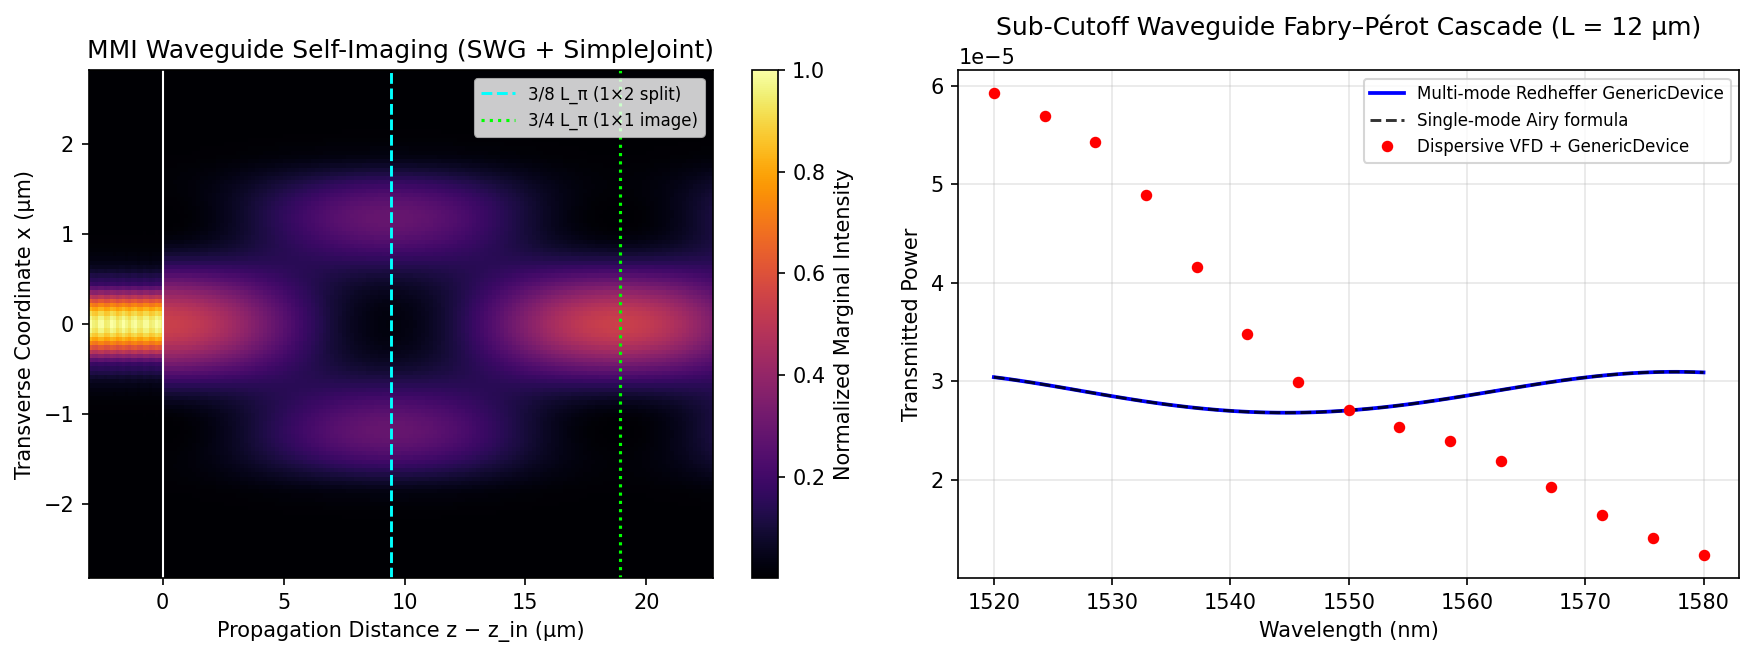 MMI Waveguide Self-Imaging (SWG + SimpleJoint)
3/8 L_π (1×2 split)
3/4 L_π (1×1 image)
2
1
0
−1
−2
Transverse Coordinate x (μm)
0
5
10
15
20
Propagation Distance z − z_in (μm)
1.0
0.8
0.6
0.4
0.2
Normalized Marginal Intensity
Sub-Cutoff Waveguide Fabry–Pérot Cascade (L = 12 μm)
1e−5
Multi-mode Redheffer GenericDevice
Single-mode Airy formula
Dispersive VFD + GenericDevice
6
5
4
3
2
Transmitted Power
1520
1530
1540
1550
1560
1570
1580
Wavelength (nm)